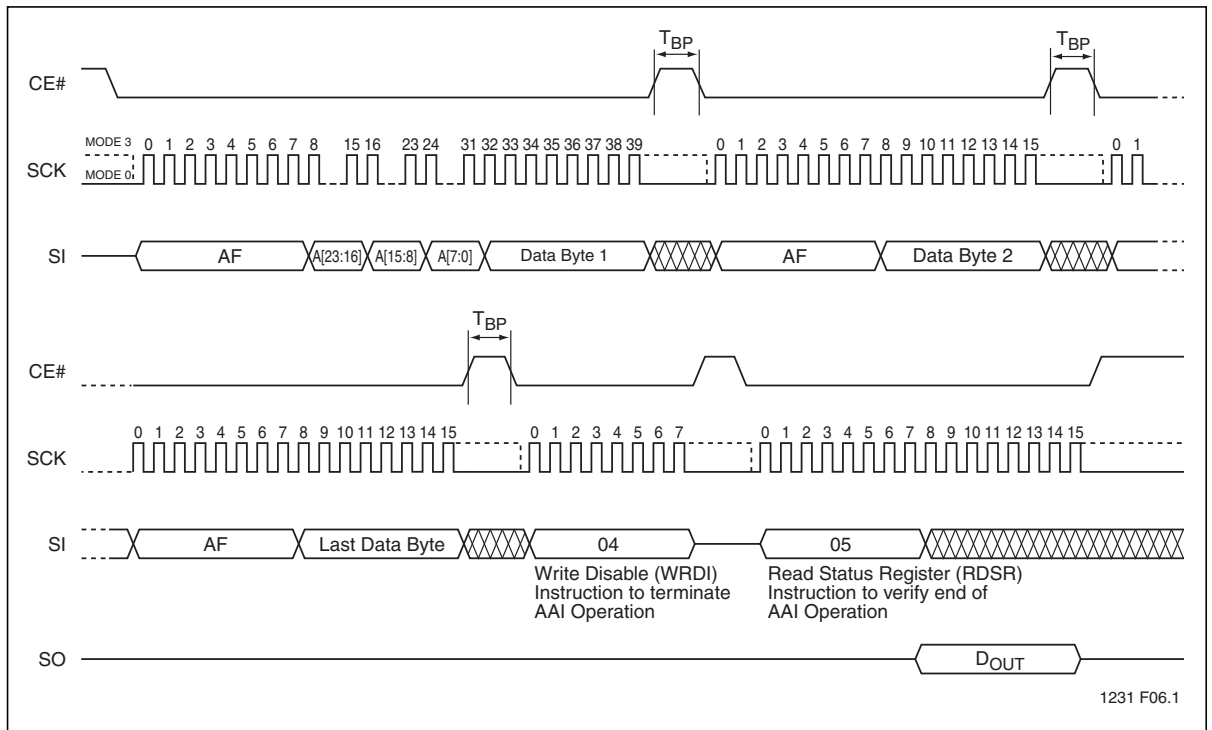 TBP TBP
CE#
MODE 3 0 1 2 3 4 5 6 7 8 15 16 23 24 31 32 33 34 35 36 37 38 39 0 1 2 3 4 5 6 7 8 9 10 11 12 13 14 15 0 1
SCK
MODE 0
SI AF A[23:16] A[15:8] A[7:0] Data Byte 1 AF Data Byte 2
TBP
CE#
0 1 2 3 4 5 6 7 8 9 10 11 12 13 14 15 0 1 2 3 4 5 6 7 0 1 2 3 4 5 6 7 8 9 10 11 12 13 14 15
SCK
SI AF Last Data Byte 04 05
Write Disable (WRDI)
Instruction to terminate
AAI Operation
Read Status Register (RDSR)
Instruction to verify end of
AAI Operation
SO DOUT
1231 F06.1